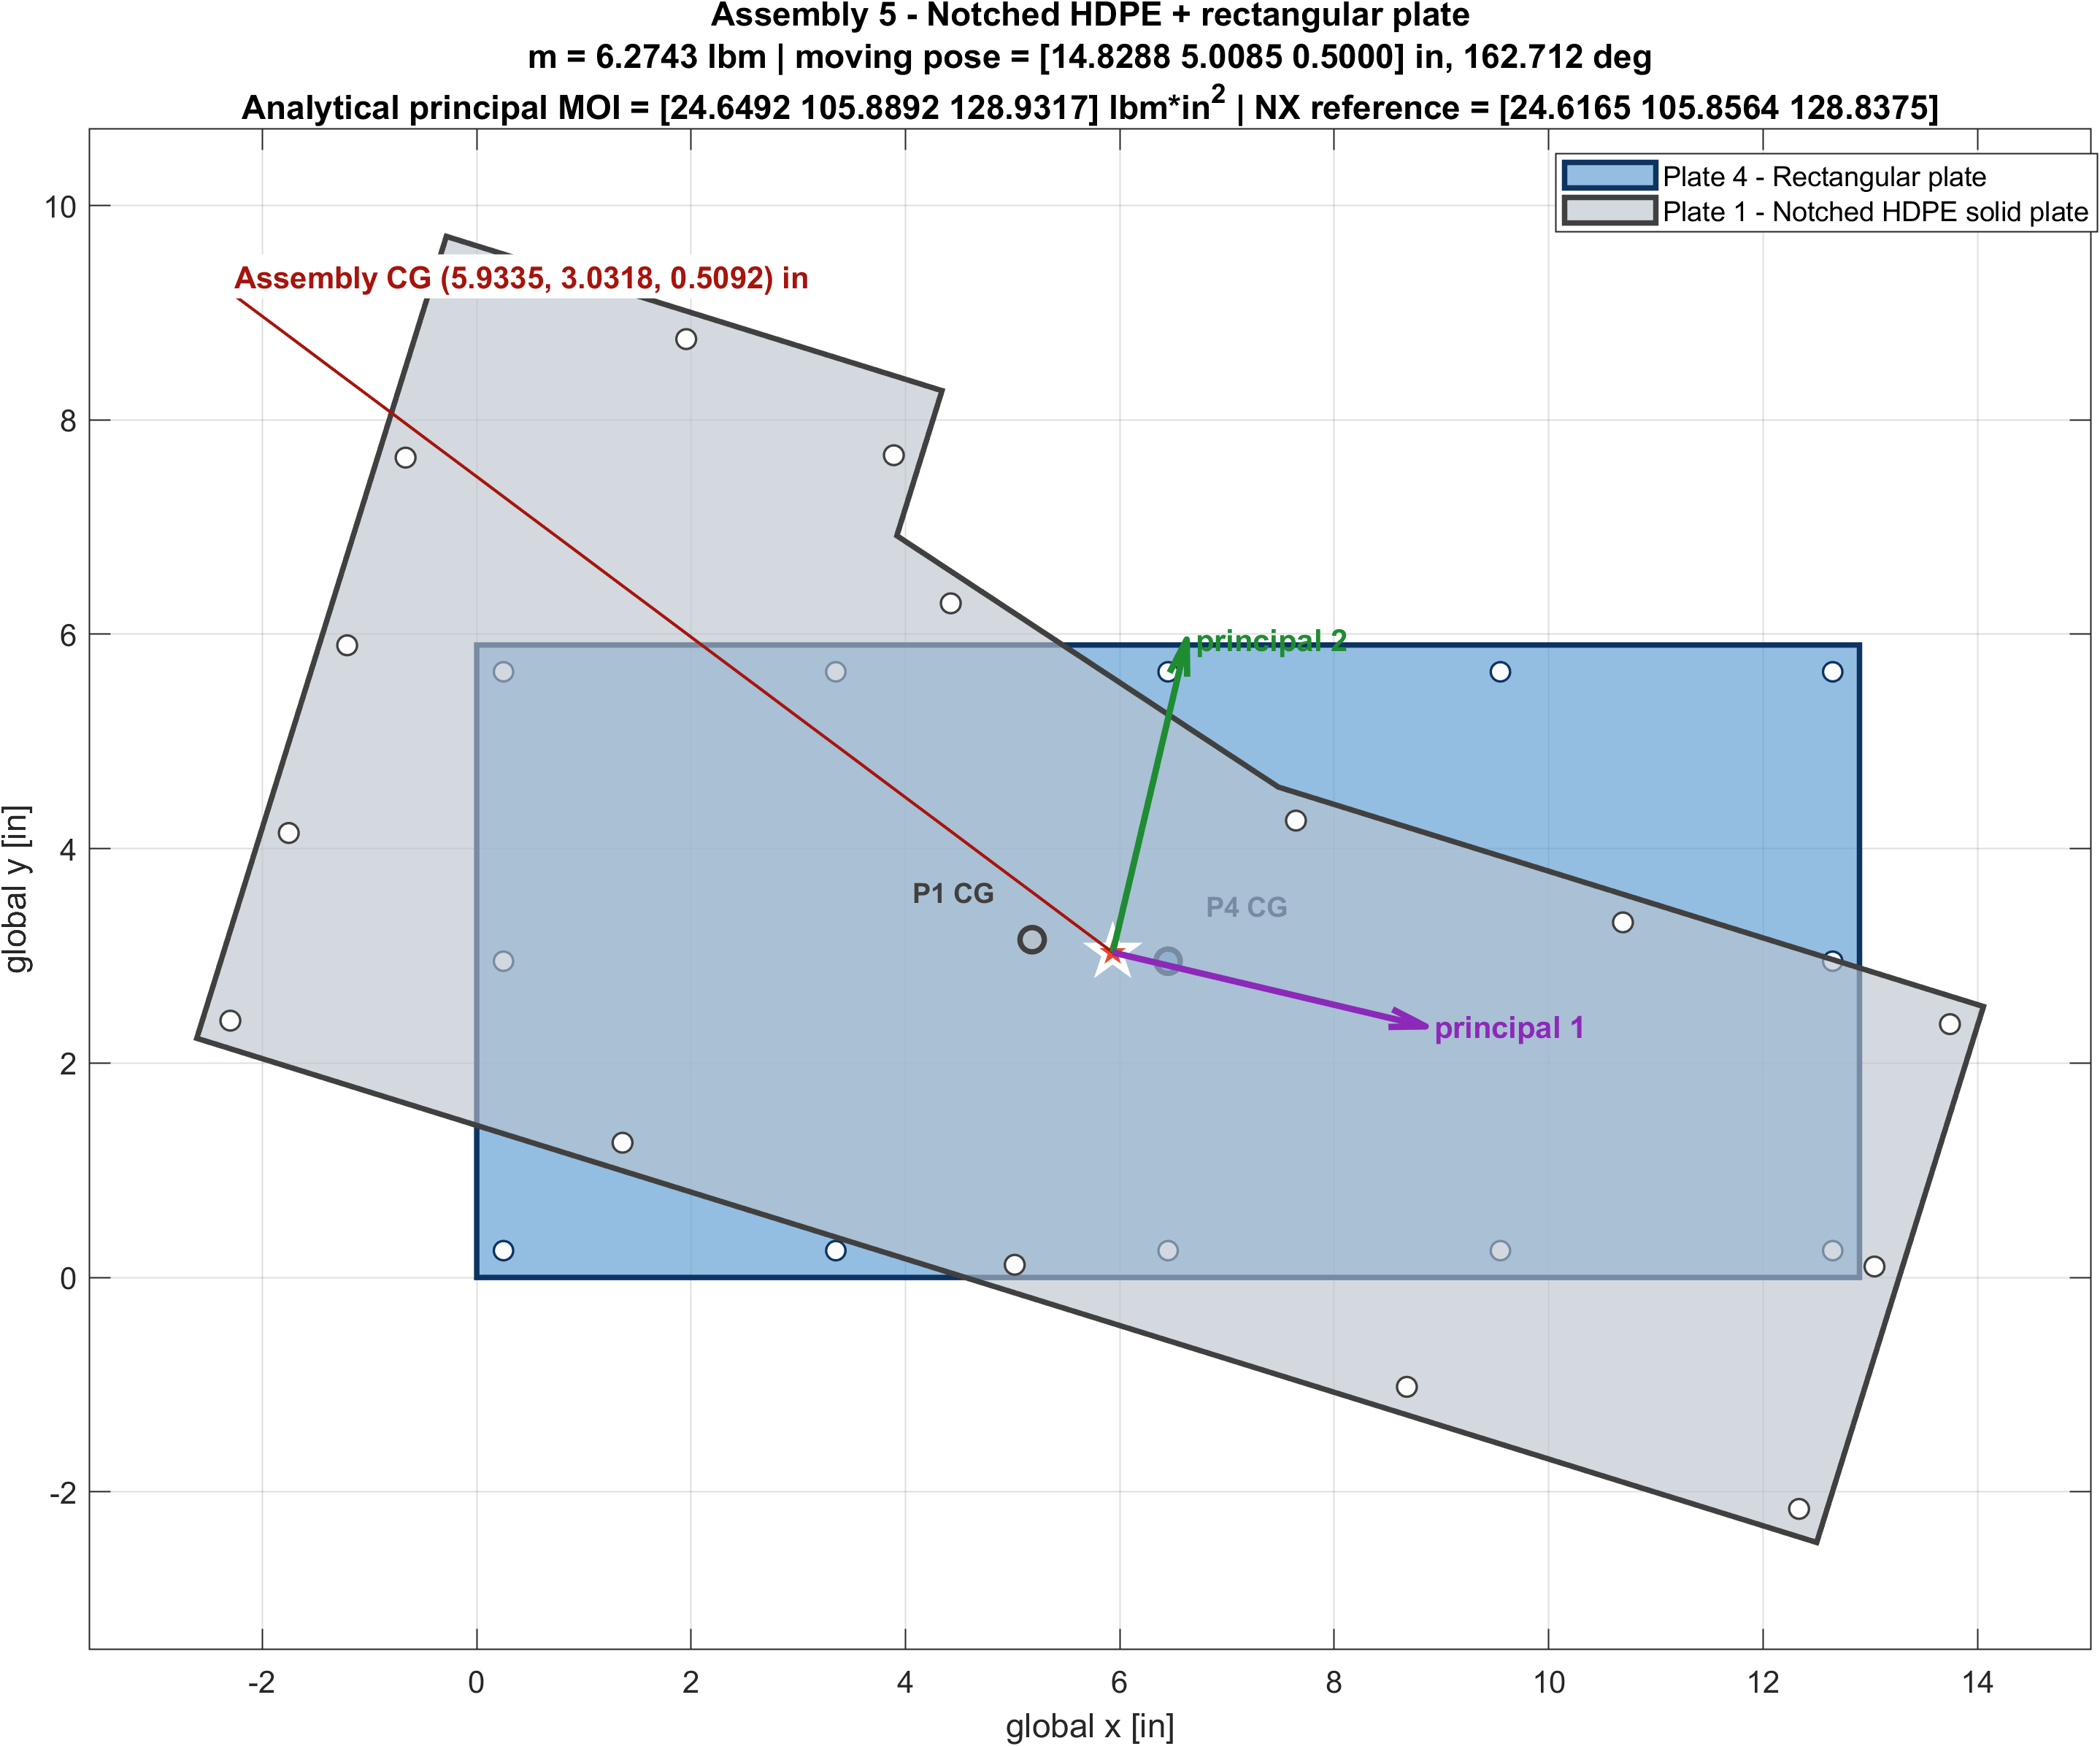 Assembly 5 - Notched HDPE + rectangular plate
m = 6.2743 lbm | moving pose = [14.8288 5.0085 0.5000] in, 162.712 deg
Analytical principal MOI = [24.6492 105.8892 128.9317] lbm*in2 | NX reference = [24.6165 105.8564 128.8375]
Plate 4 - Rectangular plate
Plate 1 - Notched HDPE solid plate
Assembly CG (5.9335, 3.0318, 0.5092) in
principal 2
P1 CG
P4 CG
principal 1
10
8
6
4
2
0
-2
global y [in]
-2
0
2
4
6
8
10
12
14
global x [in]